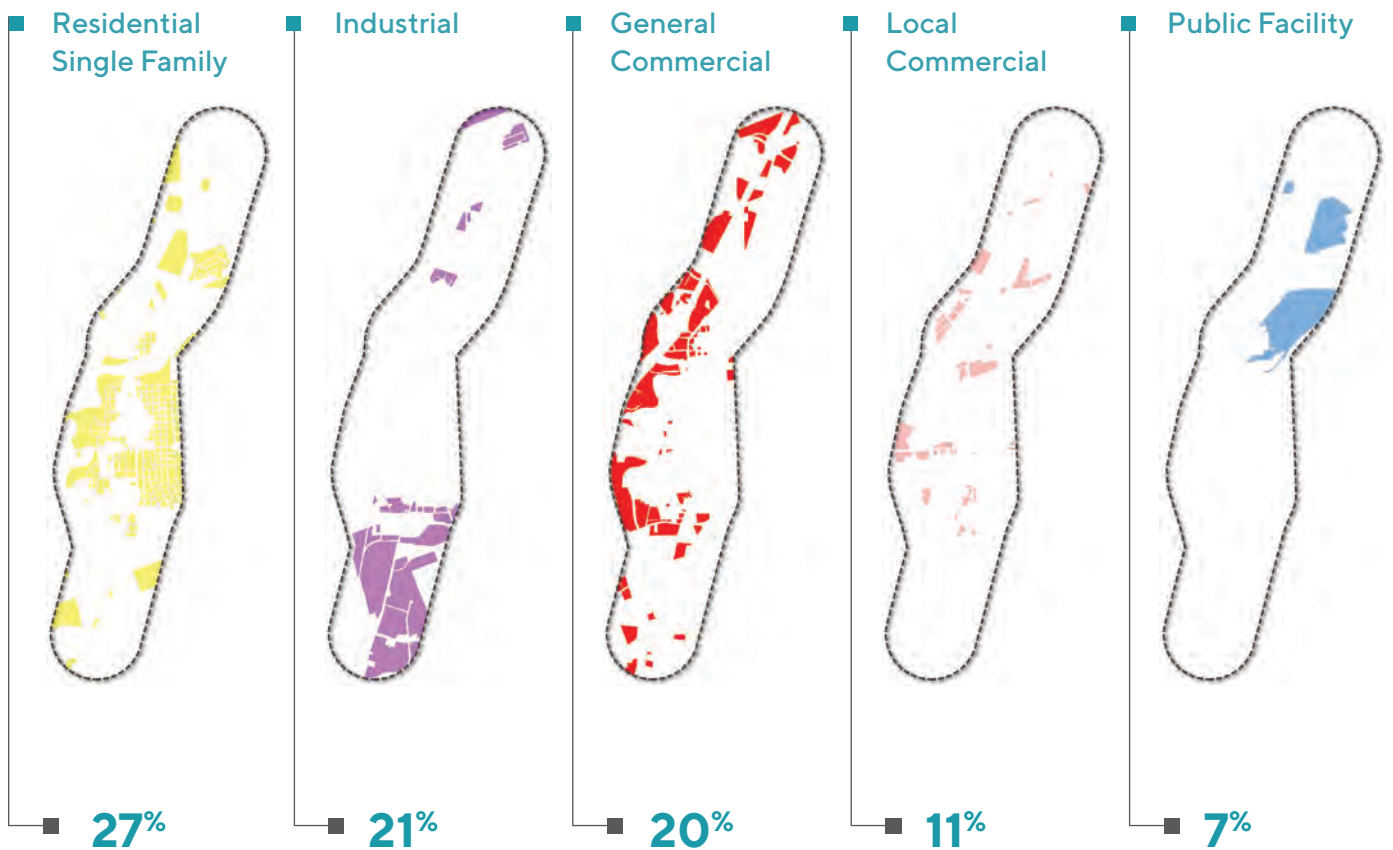 Residential
Single Family
Industrial
General
Commercial
Local
Commercial
Public Facility
27%
21%
20%
11%
7%